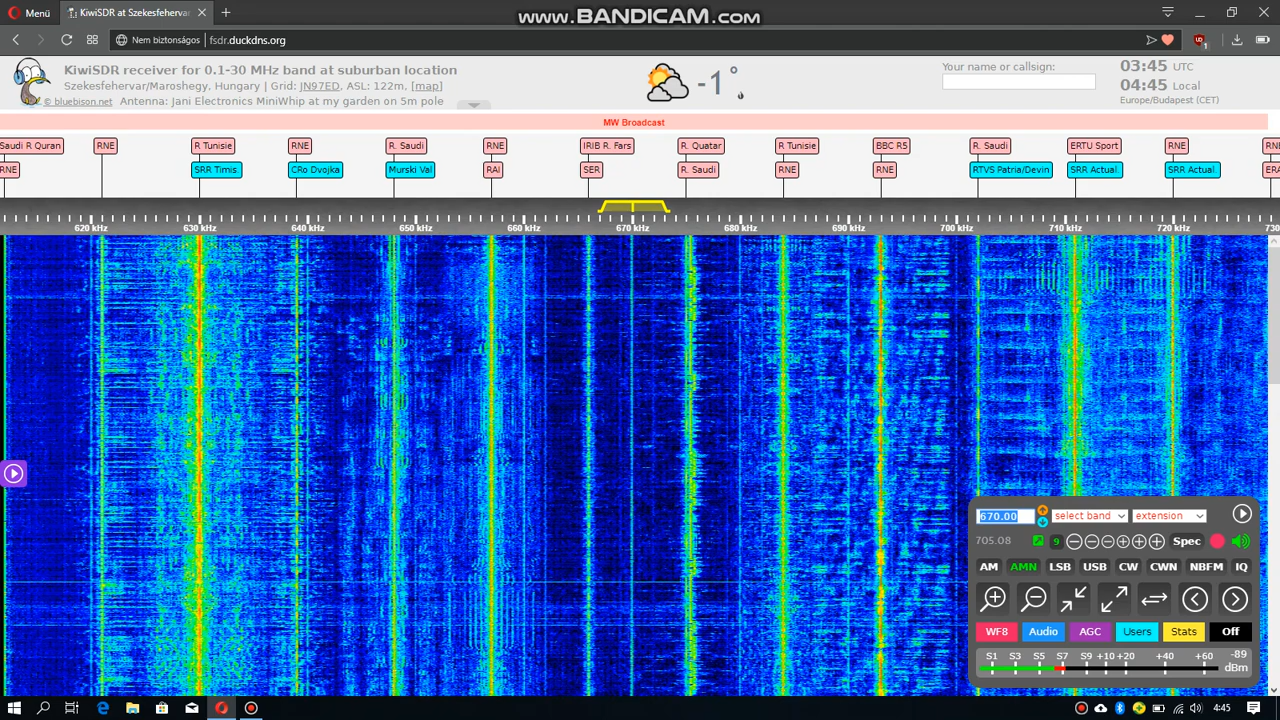 www.BANDICAM.com
Menü
KiwiSDR at Szekesfehervar
Nem biztonságos
fsdr.duckdns.org
1
KiwiSDR receiver for 0.1-30 MHz band at suburban location
Szekesfehervar/Maroshegy, Hungary | Grid: JN97ED, ASL: 122m, [map]
© bluebison.net
Antenna: Jani Electronics MiniWhip at my garden on 5m pole
-1 °
Your name or callsign:
03:45 UTC
04:45 Local
Europe/Budapest (CET)
MW Broadcast
Saudi R Quran RNE R Tunisie RNE R. Saudi RNE IRIB R. Fars R. Quatar R Tunisie BBC R5 R. Saudi ERTU Sport RNE RNE
RNE SRR Timis. CRo Dvojka Murski Val RAI SER R. Saudi RNE RNE RTVS Patria/Devin SRR Actual. SRR Actual. ERA
620 kHz 630 kHz 640 kHz 650 kHz 660 kHz 670 kHz 680 kHz 690 kHz 700 kHz 710 kHz 720 kHz 730
670.00 select band extension
705.08 9 Spec
AM AMN LSB USB CW CWN NBFM IQ
WF8 Audio AGC Users Stats Off
S1 S3 S5 S7 S9 +10 +20 +40 +60 -89
dBm
4:45